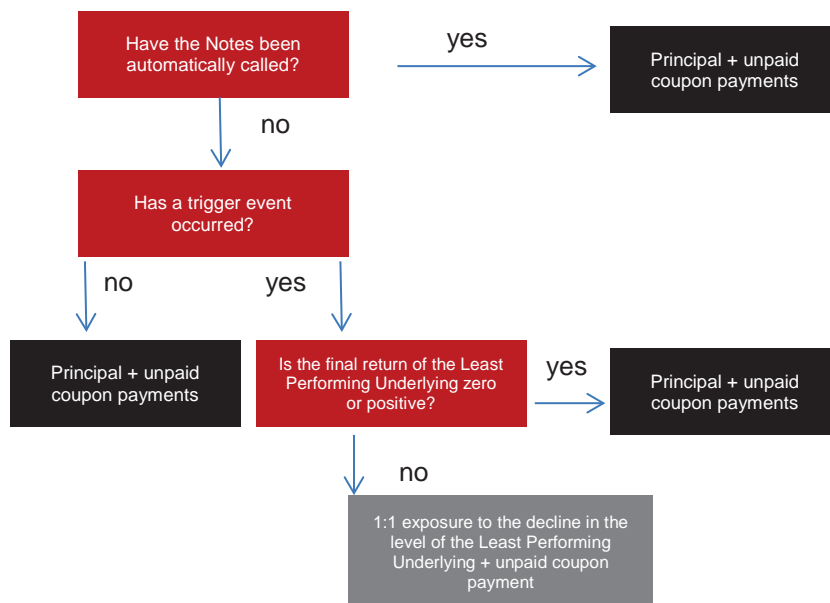 Have the Notes been
automatically called?
yes
Principal + unpaid
coupon payments
no
Has a trigger event
occurred?
no
yes
Principal + unpaid
coupon payments
Is the final return of the Least
Performing Underlying zero
or positive?
yes
Principal + unpaid
coupon payments
no
1:1 exposure to the decline in the
level of the Least Performing
Underlying + unpaid coupon
payment